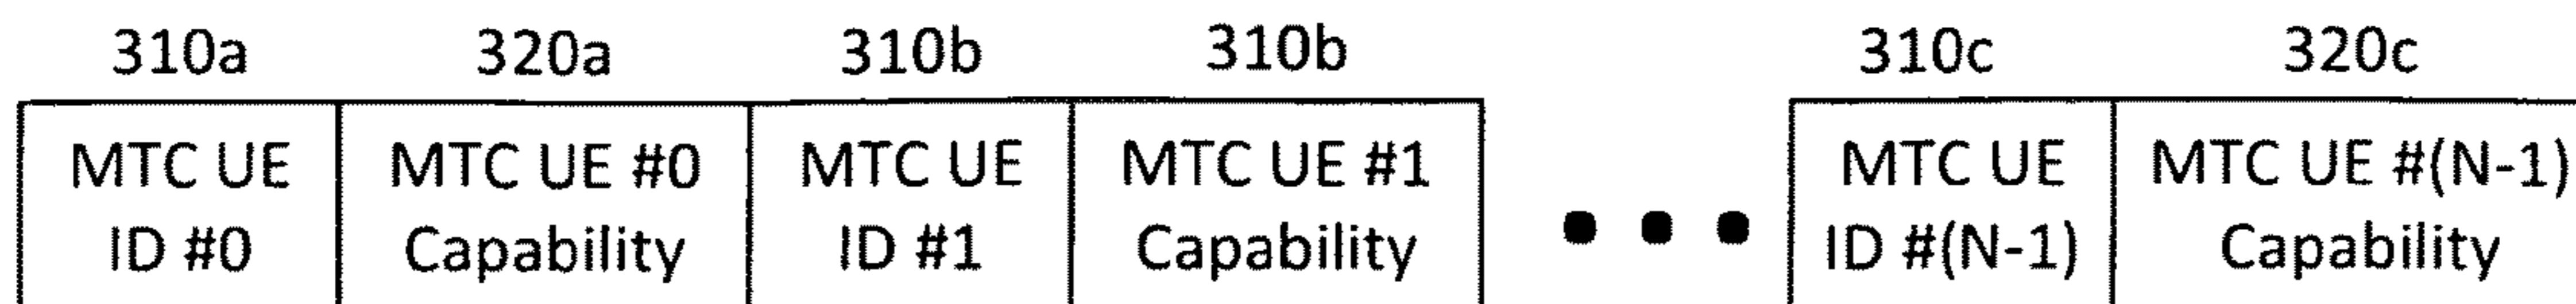 310a 320a 310b 310b 310c 320c
MTC UE MTC UE #0 MTC UE MTC UE #1 MTC UE MTC UE #(N-1)
ID #0 Capability ID #1 Capability ID #(N-1) Capability